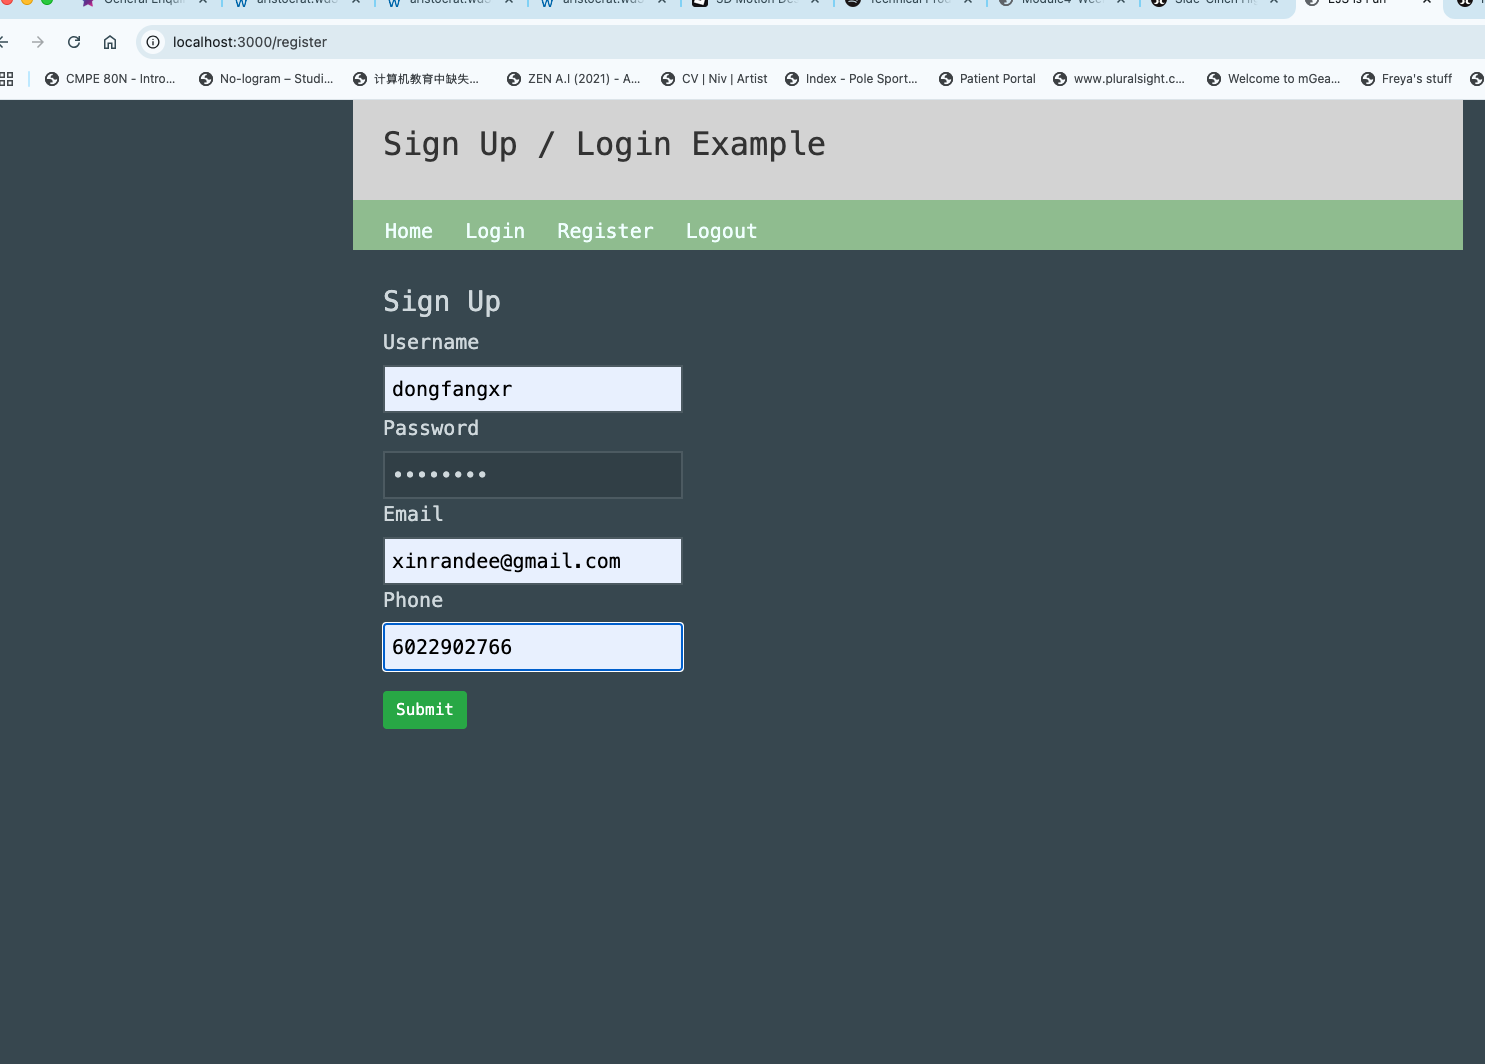 localhost:3000/register
CMPE 80N - Intro... No-logram – Studi... 计算机教育中缺失... ZEN A.I (2021) - A... CV | Niv | Artist Index - Pole Sport... Patient Portal www.pluralsight.c... Welcome to mGea... Freya's stuff
Sign Up / Login Example
Home Login Register Logout
Sign Up
Username
dongfangxr
Password
••••••••
Email
xinrandee@gmail.com
Phone
6022902766
Submit